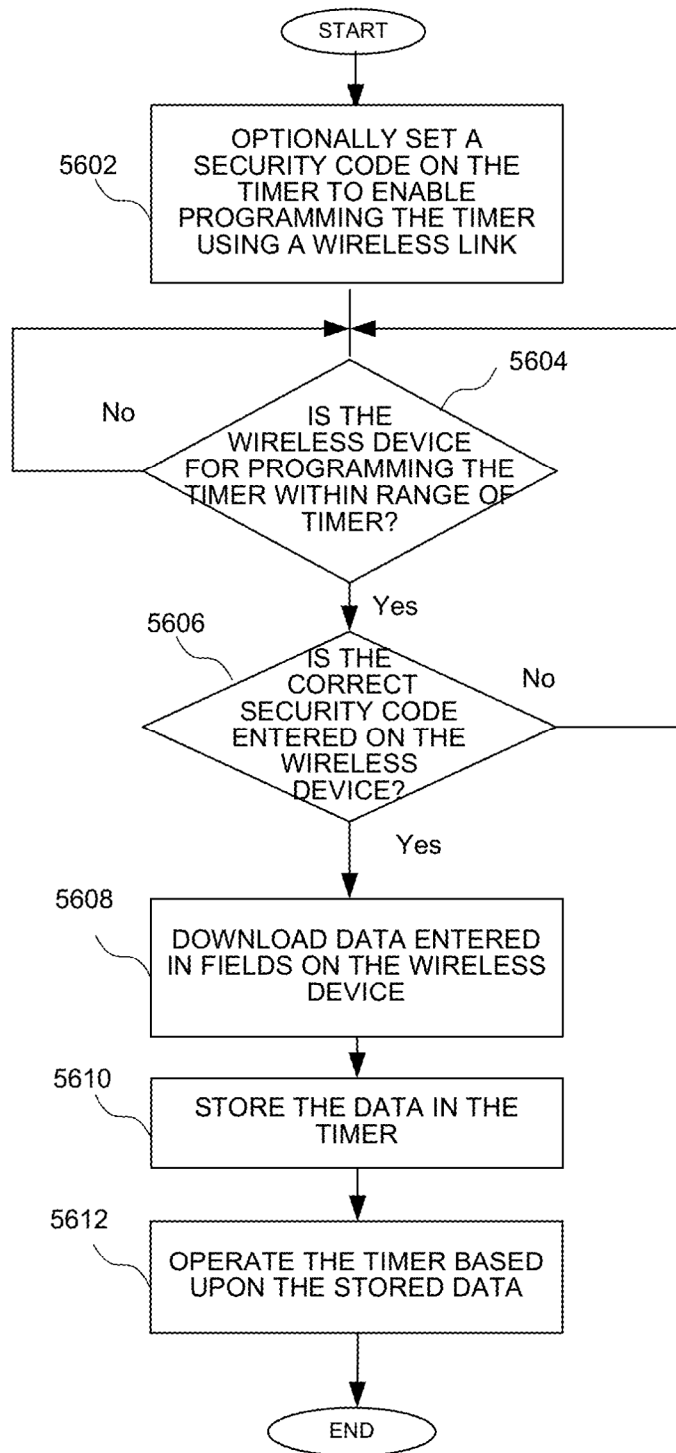 START
5602
OPTIONALLY SET A
SECURITY CODE ON THE
TIMER TO ENABLE
PROGRAMMING THE TIMER
USING A WIRELESS LINK
5604
No
IS THE
WIRELESS DEVICE
FOR PROGRAMMING THE
TIMER WITHIN RANGE OF
TIMER?
Yes
5606
IS THE
CORRECT
SECURITY CODE
ENTERED ON THE
WIRELESS
DEVICE?
No
Yes
5608
DOWNLOAD DATA ENTERED
IN FIELDS ON THE WIRELESS
DEVICE
5610
STORE THE DATA IN THE
TIMER
5612
OPERATE THE TIMER BASED
UPON THE STORED DATA
END